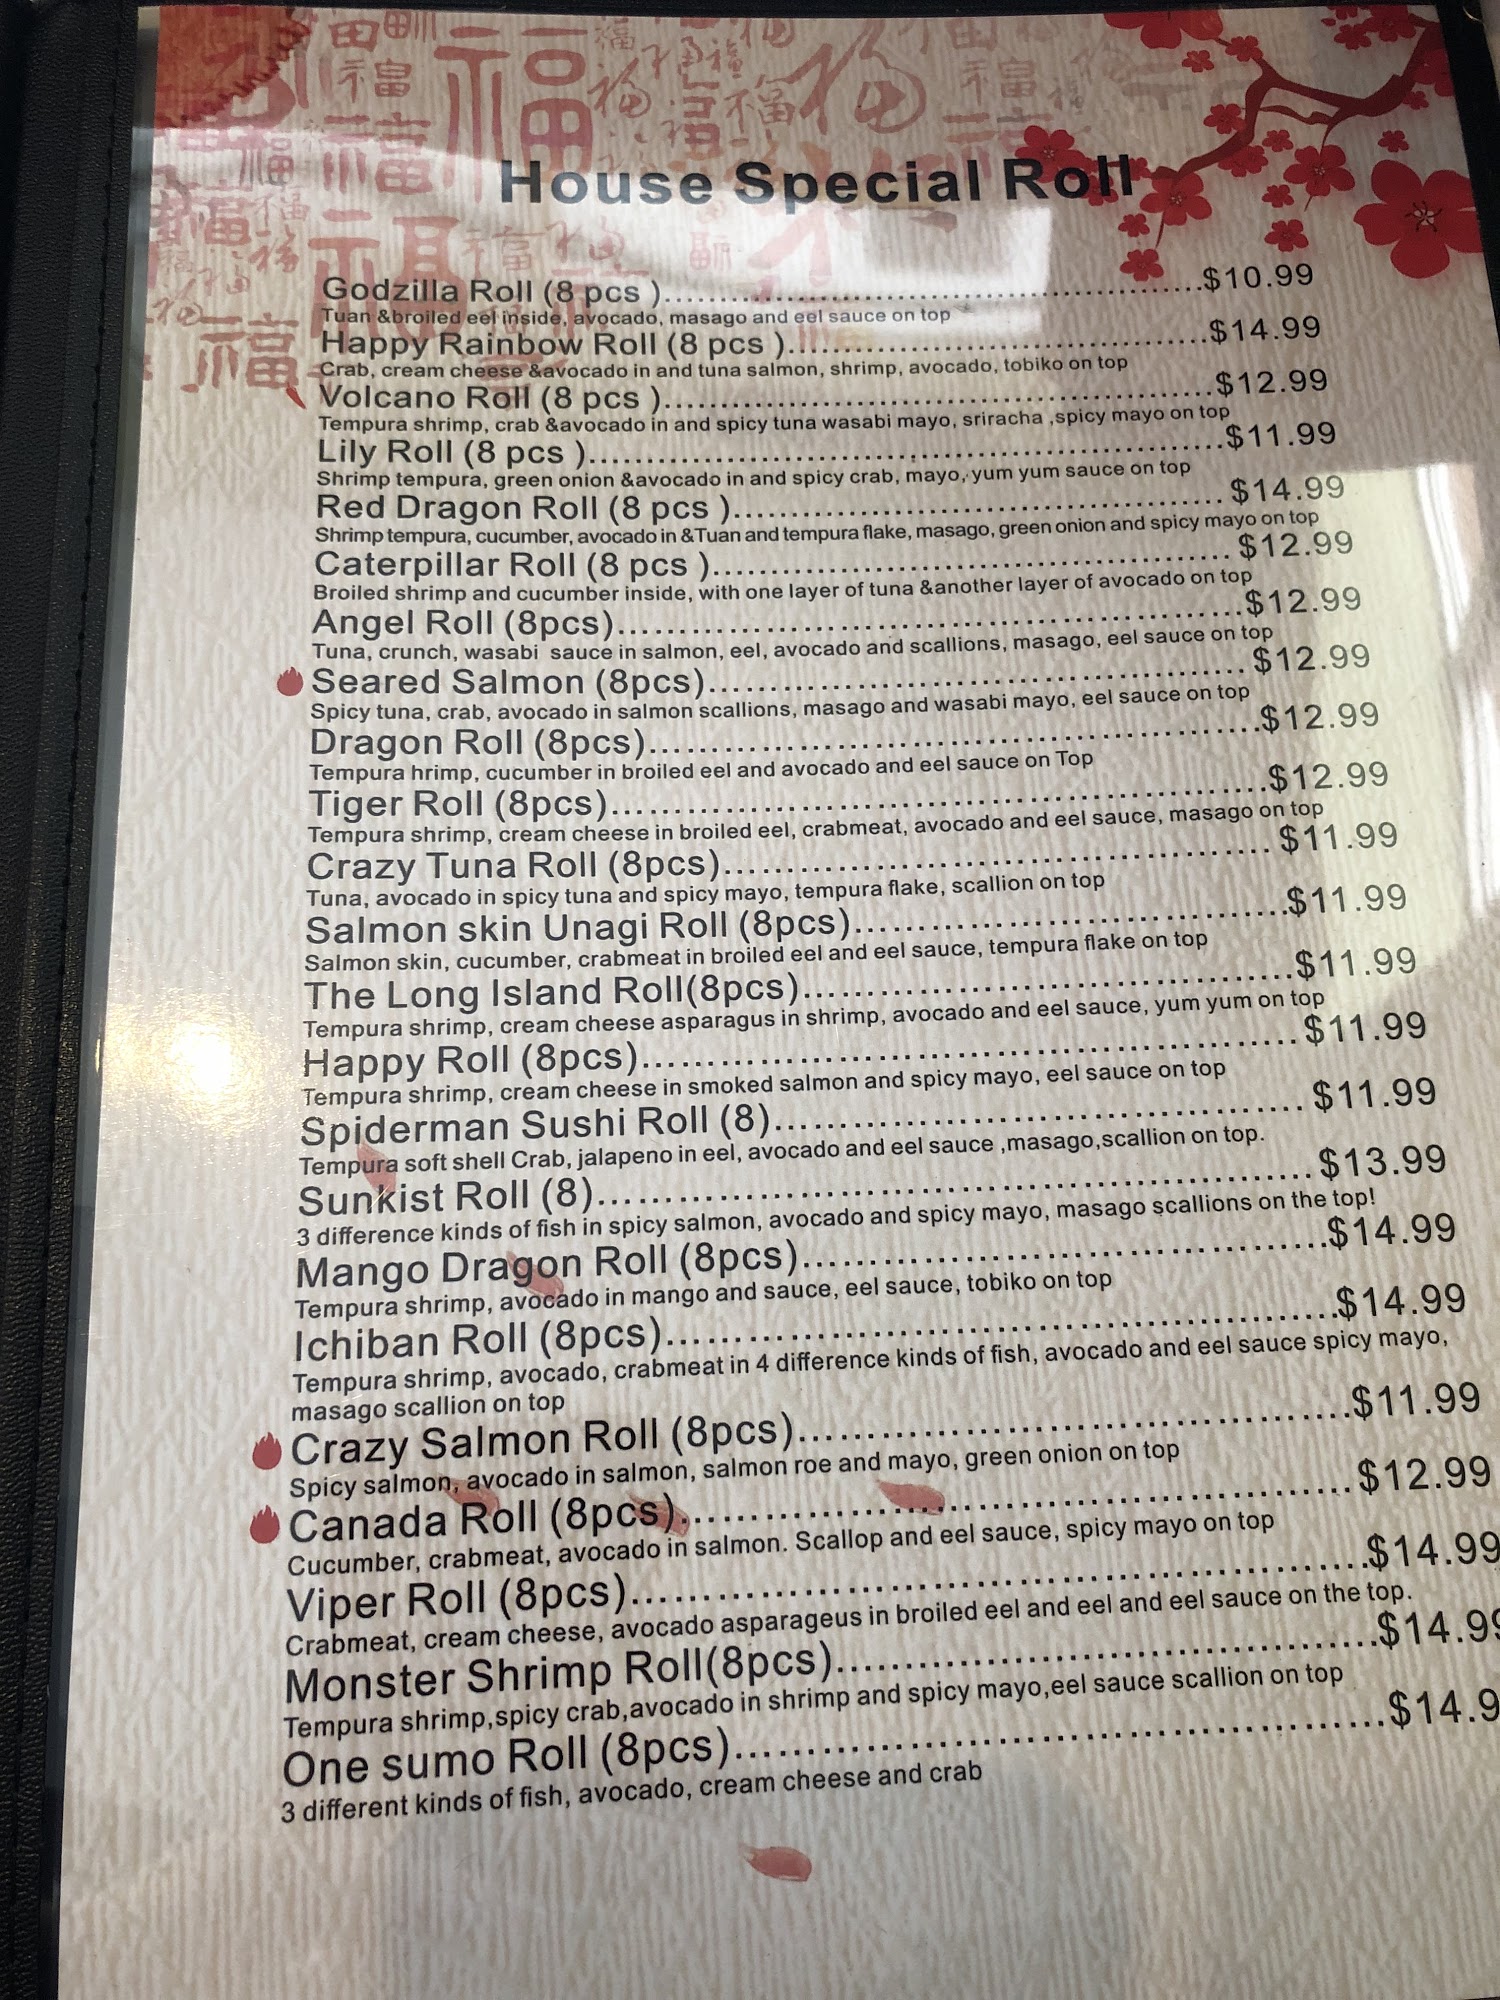 House Special Roll
Godzilla Roll (8 pcs )..............................................................$10.99
Tuan &broiled eel inside, avocado, masago and eel sauce on top
Happy Rainbow Roll (8 pcs )................................................$14.99
Crab, cream cheese &avocado in and tuna salmon, shrimp, avocado, tobiko on top
Volcano Roll (8 pcs )...............................................................$12.99
Tempura shrimp, crab &avocado in and spicy tuna wasabi mayo, sriracha ,spicy mayo on top
Lily Roll (8 pcs ).......................................................................$11.99
Shrimp tempura, green onion &avocado in and spicy crab, mayo, yum yum sauce on top
Red Dragon Roll (8 pcs )........................................................$14.99
Shrimp tempura, cucumber, avocado in &Tuan and tempura flake, masago, green onion and spicy mayo on top
Caterpillar Roll (8 pcs )..........................................................$12.99
Broiled shrimp and cucumber inside, with one layer of tuna &another layer of avocado on top
Angel Roll (8pcs)....................................................................$12.99
Tuna, crunch, wasabi sauce in salmon, eel, avocado and scallions, masago, eel sauce on top
Seared Salmon (8pcs)...........................................................$12.99
Spicy tuna, crab, avocado in salmon scallions, masago and wasabi mayo, eel sauce on top
Dragon Roll (8pcs).................................................................$12.99
Tempura hrimp, cucumber in broiled eel and avocado and eel sauce on Top
Tiger Roll (8pcs).....................................................................$12.99
Tempura shrimp, cream cheese in broiled eel, crabmeat, avocado and eel sauce, masago on top
Crazy Tuna Roll (8pcs)..........................................................$11.99
Tuna, avocado in spicy tuna and spicy mayo, tempura flake, scallion on top
Salmon skin Unagi Roll (8pcs).............................................$11.99
Salmon skin, cucumber, crabmeat in broiled eel and eel sauce, tempura flake on top
The Long Island Roll(8pcs)..................................................$11.99
Tempura shrimp, cream cheese asparagus in shrimp, avocado and eel sauce, yum yum on top
Happy Roll (8pcs)..................................................................$11.99
Tempura shrimp, cream cheese in smoked salmon and spicy mayo, eel sauce on top
Spiderman Sushi Roll (8)......................................................$11.99
Tempura soft shell Crab, jalapeno in eel, avocado and eel sauce ,masago,scallion on top.
Sunkist Roll (8).......................................................................$13.99
3 difference kinds of fish in spicy salmon, avocado and spicy mayo, masago scallions on the top!
Mango Dragon Roll (8pcs)....................................................$14.99
Tempura shrimp, avocado in mango and sauce, eel sauce, tobiko on top
Ichiban Roll (8pcs).................................................................$14.99
Tempura shrimp, avocado, crabmeat in 4 difference kinds of fish, avocado and eel sauce spicy mayo,
masago scallion on top
Crazy Salmon Roll (8pcs).....................................................$11.99
Spicy salmon, avocado in salmon, salmon roe and mayo, green onion on top
Canada Roll (8pcs)................................................................$12.99
Cucumber, crabmeat, avocado in salmon. Scallop and eel sauce, spicy mayo on top
Viper Roll (8pcs)....................................................................$14.99
Crabmeat, cream cheese, avocado asparageus in broiled eel and eel and eel sauce on the top.
Monster Shrimp Roll(8pcs)...................................................$14.99
Tempura shrimp,spicy crab,avocado in shrimp and spicy mayo,eel sauce scallion on top
One sumo Roll (8pcs)............................................................$14.9
3 different kinds of fish, avocado, cream cheese and crab